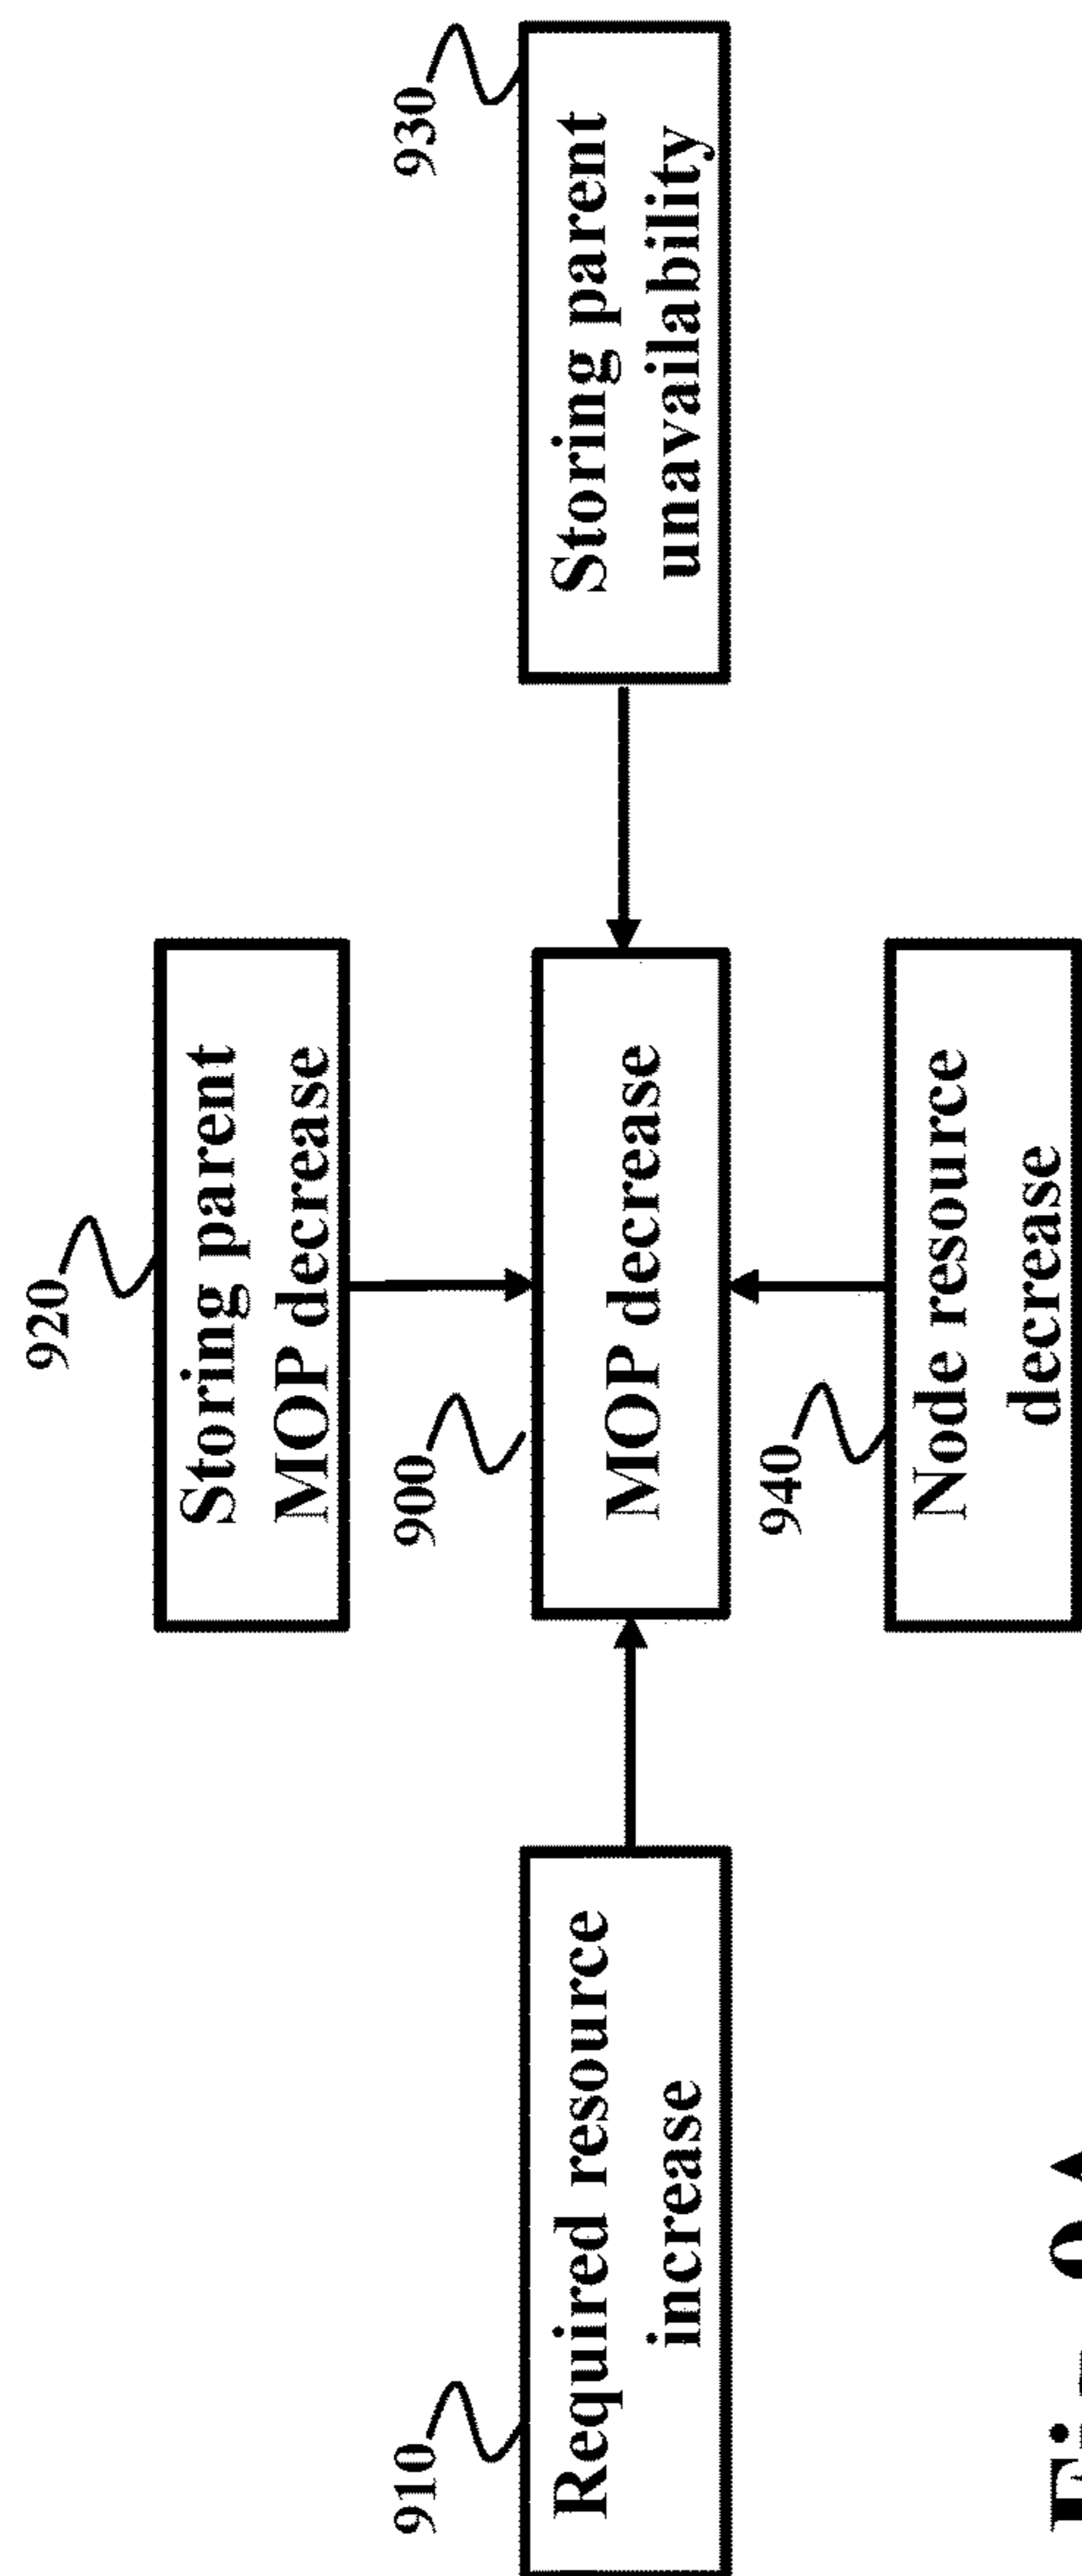 920
Storing parent
MOP decrease
910
Required resource
increase
900
MOP decrease
930
Storing parent
unavailability
940
Node resource
decrease